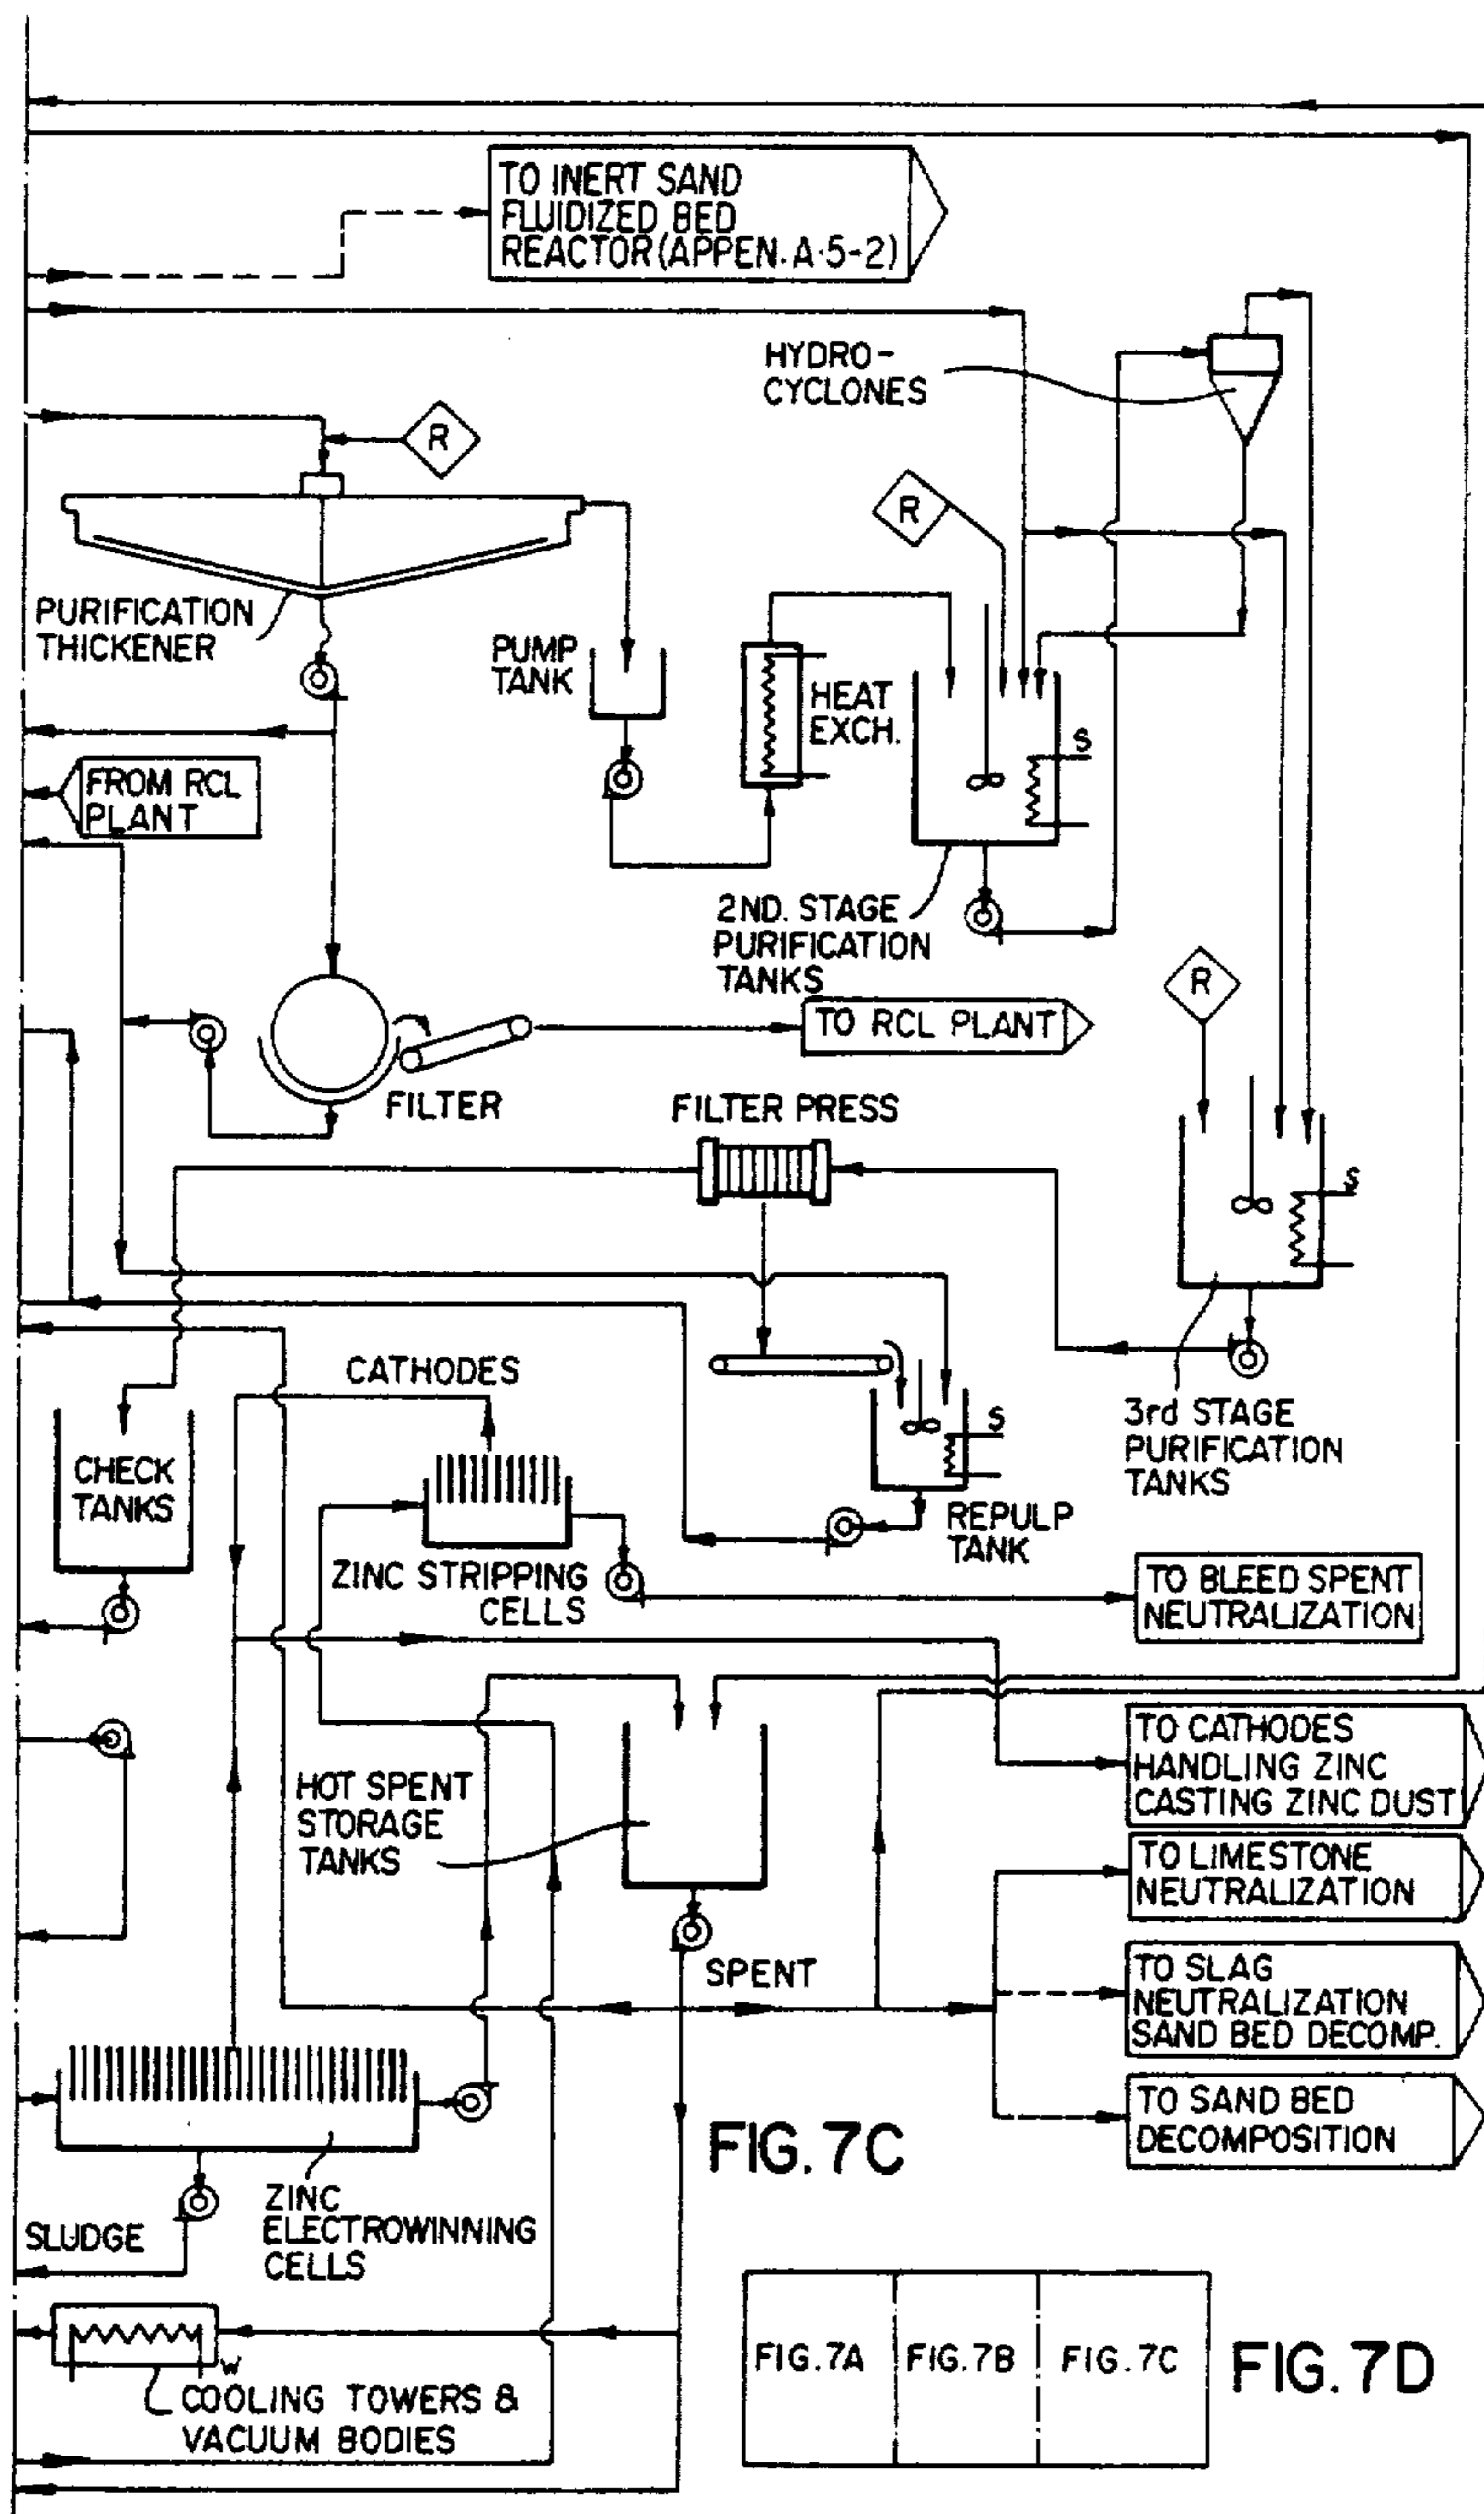 TO INERT SAND
FLUIDIZED BED
REACTOR (APPEN. A-5-2)
HYDRO-
CYCLONES
R
R
PURIFICATION
THICKENER
PUMP
TANK
HEAT
EXCH.
S
FROM RCL
PLANT
2ND. STAGE
PURIFICATION
TANKS
R
TO RCL PLANT
FILTER
FILTER PRESS
S
CATHODES
3rd STAGE
PURIFICATION
TANKS
CHECK
TANKS
S
REPULP
TANK
ZINC STRIPPING
CELLS
TO BLEED SPENT
NEUTRALIZATION
TO CATHODES
HANDLING ZINC
CASTING ZINC DUST
HOT SPENT
STORAGE
TANKS
TO LIMESTONE
NEUTRALIZATION
SPENT
TO SLAG
NEUTRALIZATION
SAND BED DECOMP.
TO SAND BED
DECOMPOSITION
FIG. 7C
ZINC
ELECTROWINNING
CELLS
SLUDGE
W
COOLING TOWERS &
VACUUM BODIES
FIG. 7A
FIG. 7B
FIG. 7C
FIG. 7D